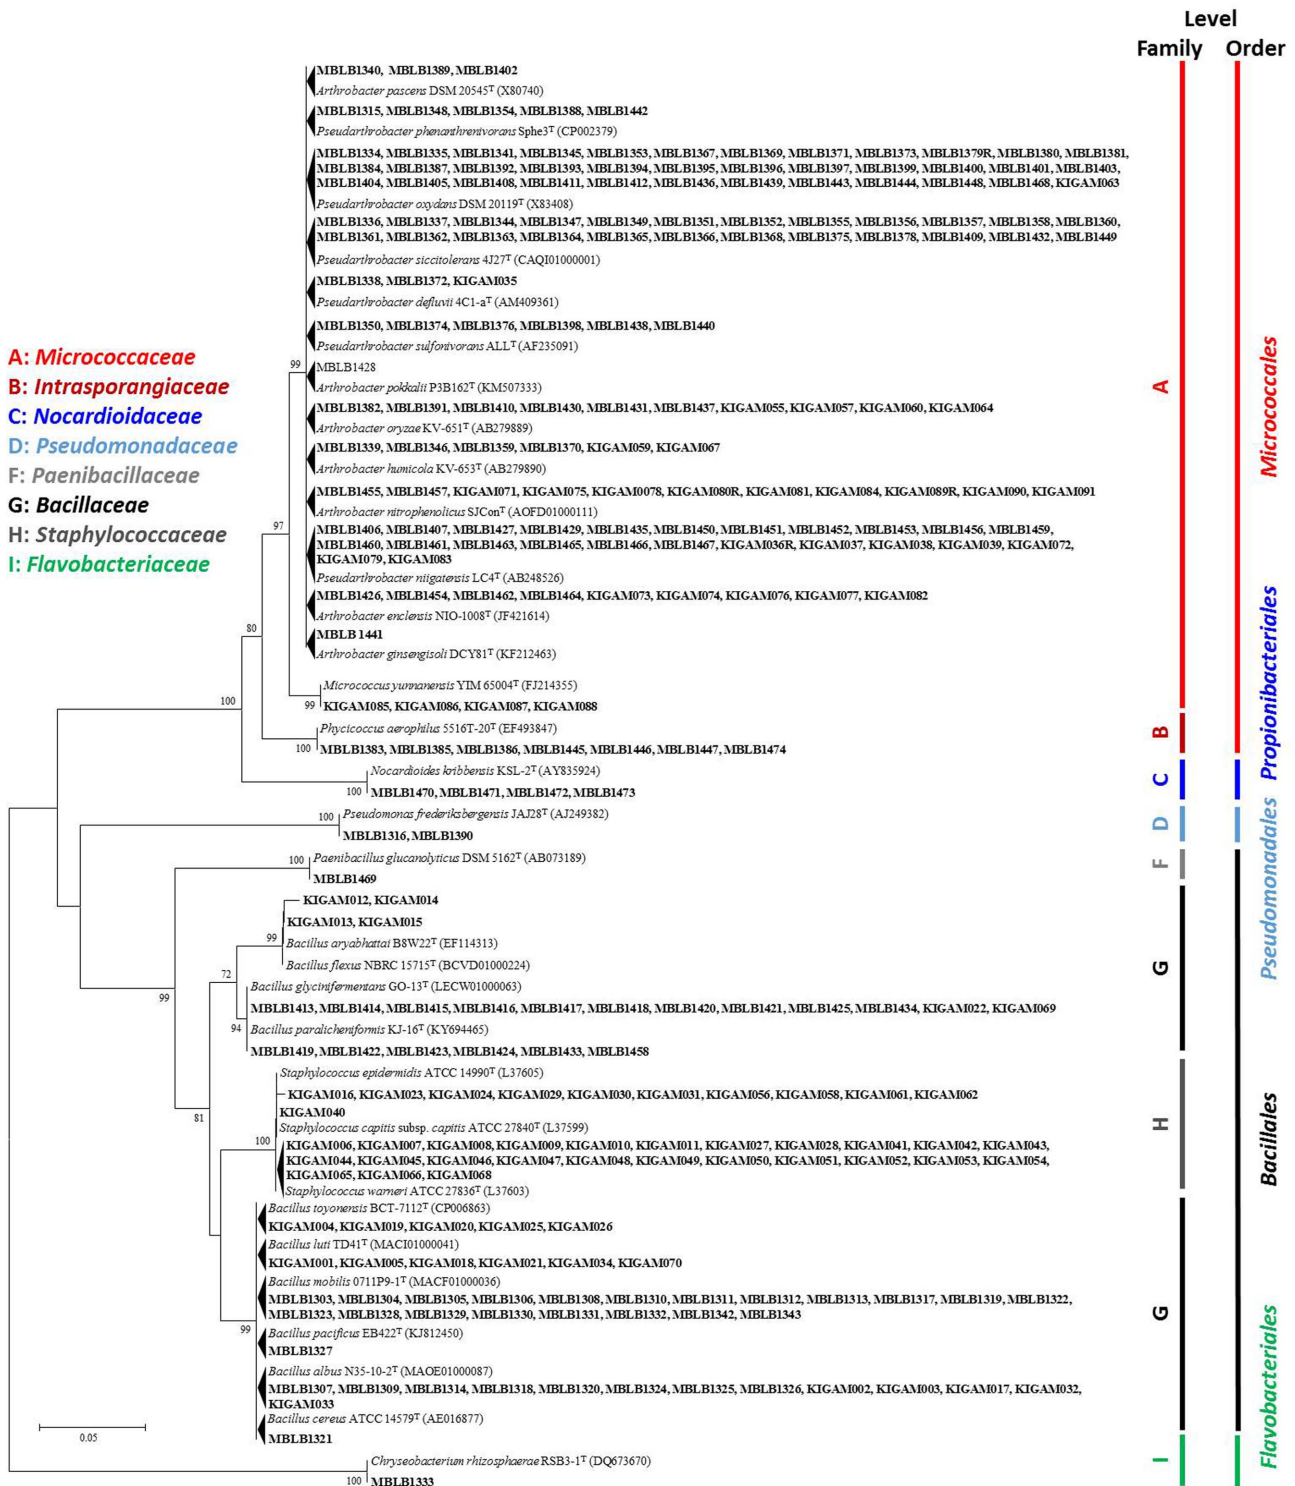 Level
Family Order
MBLB1340, MBLB1389, MBLB1402
Arthrobacter pascens DSM 20545T (X80740)
MBLB1315, MBLB1348, MBLB1354, MBLB1388, MBLB1442
Pseudarthrobacter phenanthrenivorans Sphe3T (CP002379)
MBLB1334, MBLB1335, MBLB1341, MBLB1345, MBLB1353, MBLB1367, MBLB1369, MBLB1371, MBLB1373, MBLB1379R, MBLB1380, MBLB1381,
MBLB1384, MBLB1387, MBLB1392, MBLB1393, MBLB1394, MBLB1395, MBLB1396, MBLB1397, MBLB1399, MBLB1400, MBLB1401, MBLB1403,
MBLB1404, MBLB1405, MBLB1408, MBLB1411, MBLB1412, MBLB1436, MBLB1439, MBLB1443, MBLB1444, MBLB1448, MBLB1468, KIGAM063
Pseudarthrobacter oxydans DSM 20119T (X83408)
MBLB1336, MBLB1337, MBLB1344, MBLB1347, MBLB1349, MBLB1351, MBLB1352, MBLB1355, MBLB1356, MBLB1357, MBLB1358, MBLB1360,
MBLB1361, MBLB1362, MBLB1363, MBLB1364, MBLB1365, MBLB1366, MBLB1368, MBLB1375, MBLB1378, MBLB1409, MBLB1432, MBLB1449
Pseudarthrobacter siccitolerans 4J27T (CAQI01000001)
MBLB1338, MBLB1372, KIGAM035
Pseudarthrobacter defluvii 4C1-aT (AM409361)
MBLB1350, MBLB1374, MBLB1376, MBLB1398, MBLB1438, MBLB1440
Pseudarthrobacter sulfonivorans ALLT (AF235091)
99
MBLB1428
Arthrobacter pokkalii P3B162T (KM507333)
MBLB1382, MBLB1391, MBLB1410, MBLB1430, MBLB1431, MBLB1437, KIGAM055, KIGAM057, KIGAM060, KIGAM064
Arthrobacter oryzae KV-651T (AB279889)
MBLB1339, MBLB1346, MBLB1359, MBLB1370, KIGAM059, KIGAM067
Arthrobacter humicola KV-653T (AB279890)
MBLB1455, MBLB1457, KIGAM071, KIGAM075, KIGAM0078, KIGAM080R, KIGAM081, KIGAM084, KIGAM089R, KIGAM090, KIGAM091
Arthrobacter nitrophenolicus SJConT (AOFD01000111)
97
MBLB1406, MBLB1407, MBLB1427, MBLB1429, MBLB1435, MBLB1450, MBLB1451, MBLB1452, MBLB1453, MBLB1456, MBLB1459,
MBLB1460, MBLB1461, MBLB1463, MBLB1465, MBLB1466, MBLB1467, KIGAM036R, KIGAM037, KIGAM038, KIGAM039, KIGAM072,
KIGAM079, KIGAM083
Pseudarthrobacter niigatensis LC4T (AB248526)
MBLB1426, MBLB1454, MBLB1462, MBLB1464, KIGAM073, KIGAM074, KIGAM076, KIGAM077, KIGAM082
Arthrobacter enclensis NIO-1008T (JF421614)
80
MBLB 1441
Arthrobacter ginsengisoli DCY81T (KF212463)
Micrococcus yunnanensis YIM 65004T (FJ214355)
100
99
KIGAM085, KIGAM086, KIGAM087, KIGAM088
Phycicoccus aerophilus 5516T-20T (EF493847)
100
MBLB1383, MBLB1385, MBLB1386, MBLB1445, MBLB1446, MBLB1447, MBLB1474
Nocardioides kribbensis KSL-2T (AY835924)
100
MBLB1470, MBLB1471, MBLB1472, MBLB1473
Pseudomonas frederiksbergensis JAJ28T (AJ249382)
100
MBLB1316, MBLB1390
Paenibacillus glucanolyticus DSM 5162T (AB073189)
100
MBLB1469
KIGAM012, KIGAM014
KIGAM013, KIGAM015
99
Bacillus aryabhattai B8W22T (EF114313)
Bacillus flexus NBRC 15715T (BCVD01000224)
72
Bacillus glycinifermentans GO-13T (LECW01000063)
99
MBLB1413, MBLB1414, MBLB1415, MBLB1416, MBLB1417, MBLB1418, MBLB1420, MBLB1421, MBLB1425, MBLB1434, KIGAM022, KIGAM069
94
Bacillus paralicheniformis KJ-16T (KY694465)
MBLB1419, MBLB1422, MBLB1423, MBLB1424, MBLB1433, MBLB1458
Staphylococcus epidermidis ATCC 14990T (L37605)
KIGAM016, KIGAM023, KIGAM024, KIGAM029, KIGAM030, KIGAM031, KIGAM056, KIGAM058, KIGAM061, KIGAM062
KIGAM040
81
Staphylococcus capitis subsp. capitis ATCC 27840T (L37599)
100
KIGAM006, KIGAM007, KIGAM008, KIGAM009, KIGAM010, KIGAM011, KIGAM027, KIGAM028, KIGAM041, KIGAM042, KIGAM043,
KIGAM044, KIGAM045, KIGAM046, KIGAM047, KIGAM048, KIGAM049, KIGAM050, KIGAM051, KIGAM052, KIGAM053, KIGAM054,
KIGAM065, KIGAM066, KIGAM068
Staphylococcus warneri ATCC 27836T (L37603)
Bacillus toyonensis BCT-7112T (CP006863)
KIGAM004, KIGAM019, KIGAM020, KIGAM025, KIGAM026
Bacillus luti TD41T (MACI01000041)
KIGAM001, KIGAM005, KIGAM018, KIGAM021, KIGAM034, KIGAM070
Bacillus mobilis 0711P9-1T (MACF01000036)
MBLB1303, MBLB1304, MBLB1305, MBLB1306, MBLB1308, MBLB1310, MBLB1311, MBLB1312, MBLB1313, MBLB1317, MBLB1319, MBLB1322,
MBLB1323, MBLB1328, MBLB1329, MBLB1330, MBLB1331, MBLB1332, MBLB1342, MBLB1343
99
Bacillus pacificus EB422T (KJ812450)
MBLB1327
Bacillus albus N35-10-2T (MAOE01000087)
MBLB1307, MBLB1309, MBLB1314, MBLB1318, MBLB1320, MBLB1324, MBLB1325, MBLB1326, KIGAM002, KIGAM003, KIGAM017, KIGAM032,
KIGAM033
Bacillus cereus ATCC 14579T (AE016877)
MBLB1321
0.05
Chryseobacterium rhizosphaerae RSB3-1T (DQ673670)
100
MBLB1333
A: Micrococcaceae
B: Intrasporangiaceae
C: Nocardioidaceae
D: Pseudomonadaceae
F: Paenibacillaceae
G: Bacillaceae
H: Staphylococcaceae
I: Flavobacteriaceae
A
B
C
D
F
G
H
G
I
Micrococcales
Propionibacteriales
Pseudomonadales
Bacillales
Flavobacteriales